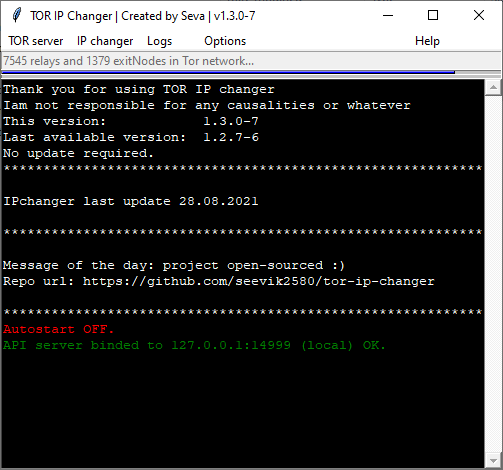 TOR IP Changer | Created by Seva | v1.3.0-7
TOR server IP changer Logs Options Help
7545 relays and 1379 exitNodes in Tor network...
Thank you for using TOR IP changer
Iam not responsible for any causalities or whatever
This version: 1.3.0-7
Last available version: 1.2.7-6
No update required.
************************************************************
IPchanger last update 28.08.2021
************************************************************
Message of the day: project open-sourced :)
Repo url: https://github.com/seevik2580/tor-ip-changer
************************************************************
Autostart OFF.
API server binded to 127.0.0.1:14999 (local) OK.